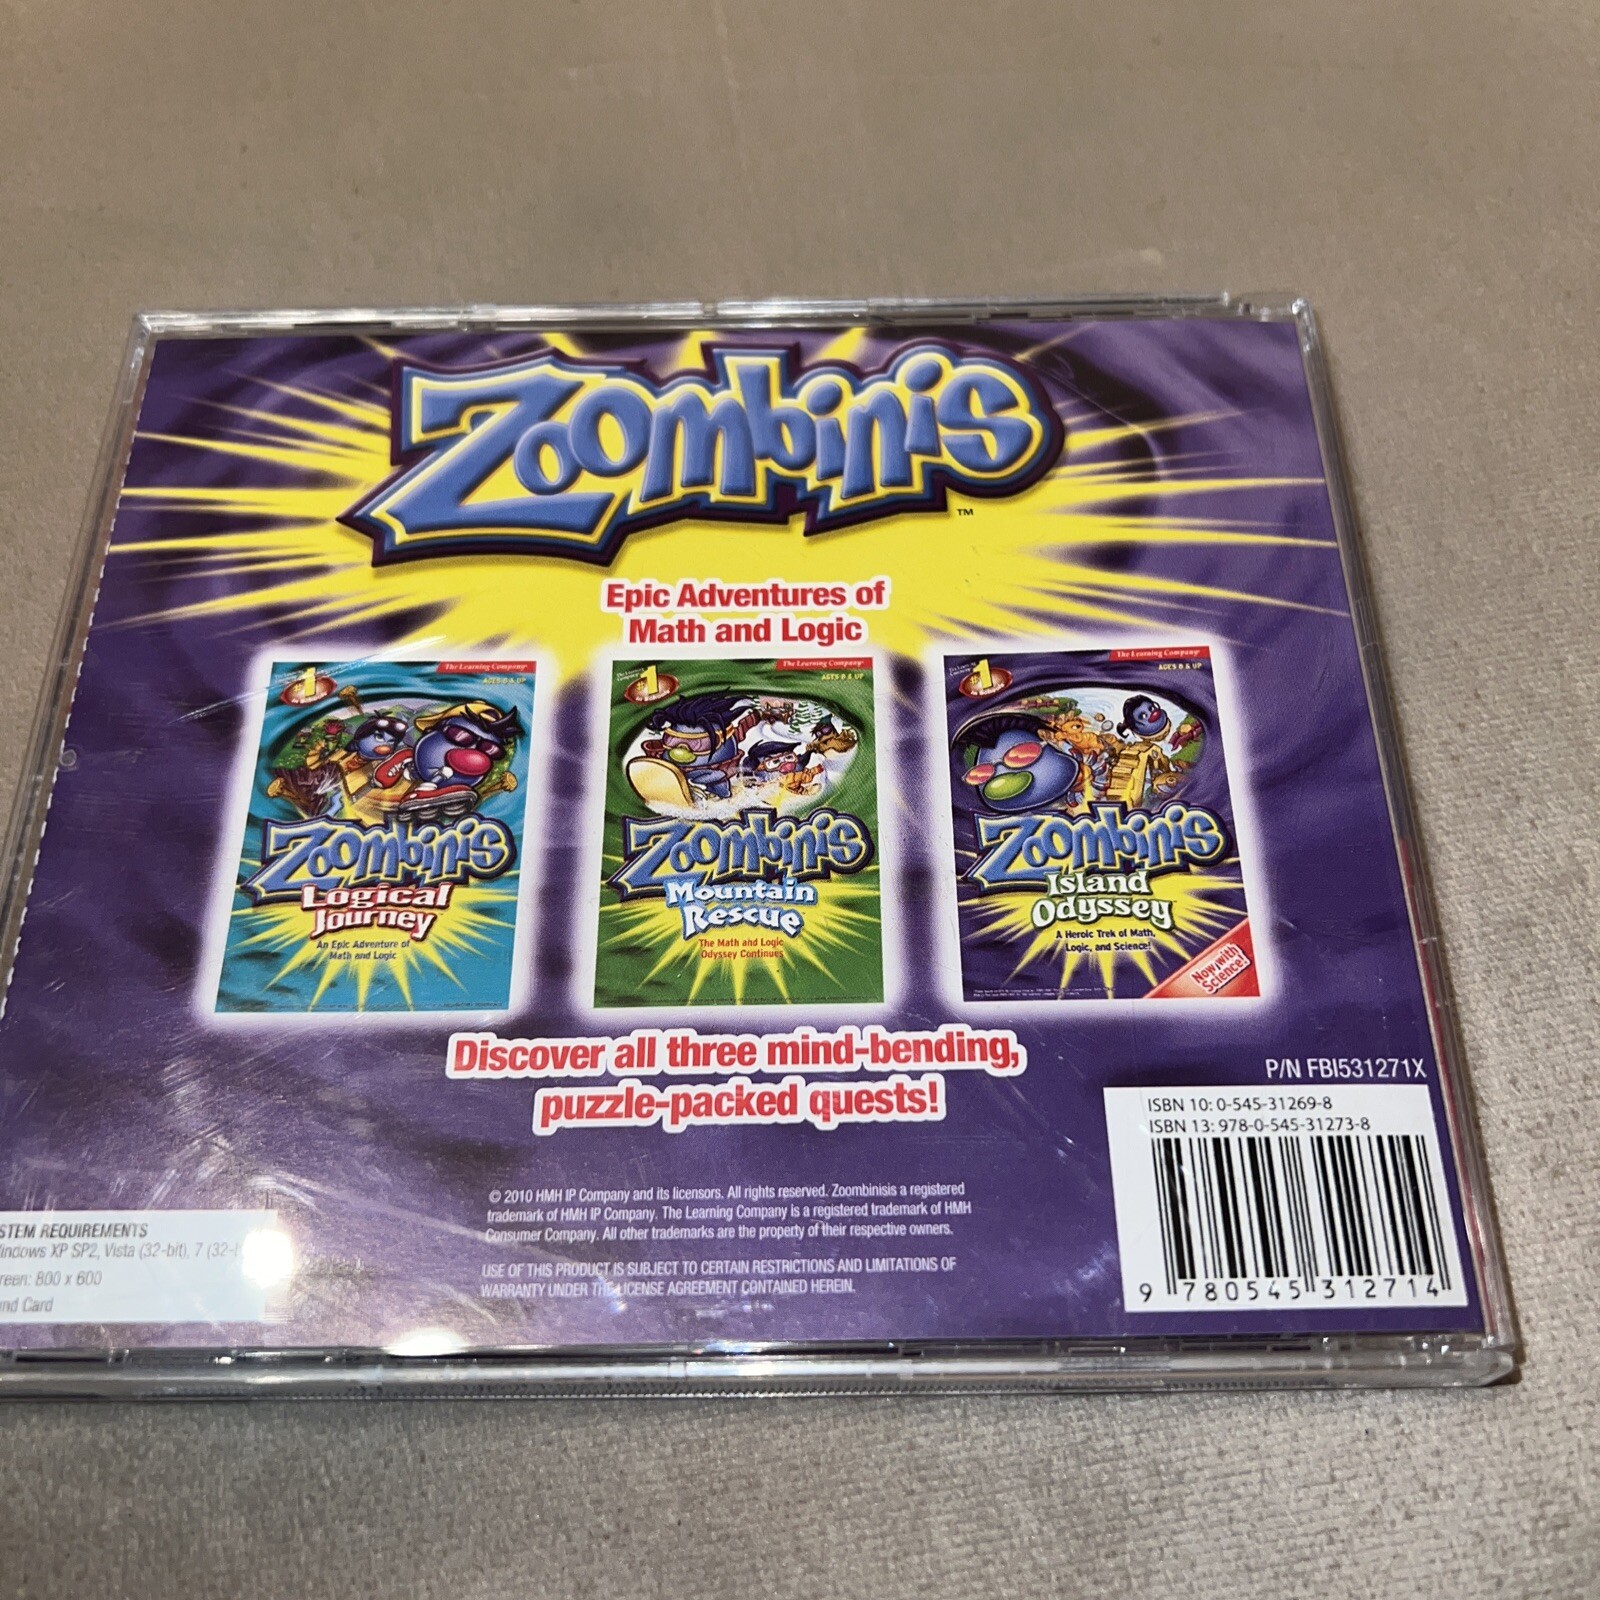 Zoombinis
TM
Epic Adventures of
Math and Logic
#1
The Learning Company
AGES 8 & UP
Zoombinis
Logical
Journey
An Epic Adventure of
Math and Logic
#1
The Learning Company
AGES 8 & UP
Zoombinis
Mountain
Rescue
The Math and Logic
Odyssey Continues
#1
The Learning Company
AGES 8 & UP
Zoombinis
Island
Odyssey
A Heroic Trek of Math,
Logic, and Science!
Now with
Science!
Discover all three mind-bending,
puzzle-packed quests!
P/N FBI531271X
ISBN 10: 0-545-31269-8
ISBN 13: 978-0-545-31273-8
9 780545 312714
© 2010 HMH IP Company and its licensors. All rights reserved. Zoombinisis a registered
trademark of HMH IP Company. The Learning Company is a registered trademark of HMH
Consumer Company. All other trademarks are the property of their respective owners.
USE OF THIS PRODUCT IS SUBJECT TO CERTAIN RESTRICTIONS AND LIMITATIONS OF
WARRANTY UNDER THE LICENSE AGREEMENT CONTAINED HEREIN.
STEM REQUIREMENTS
indows XP SP2, Vista (32-bit), 7 (32-
reen: 800 x 600
nd Card